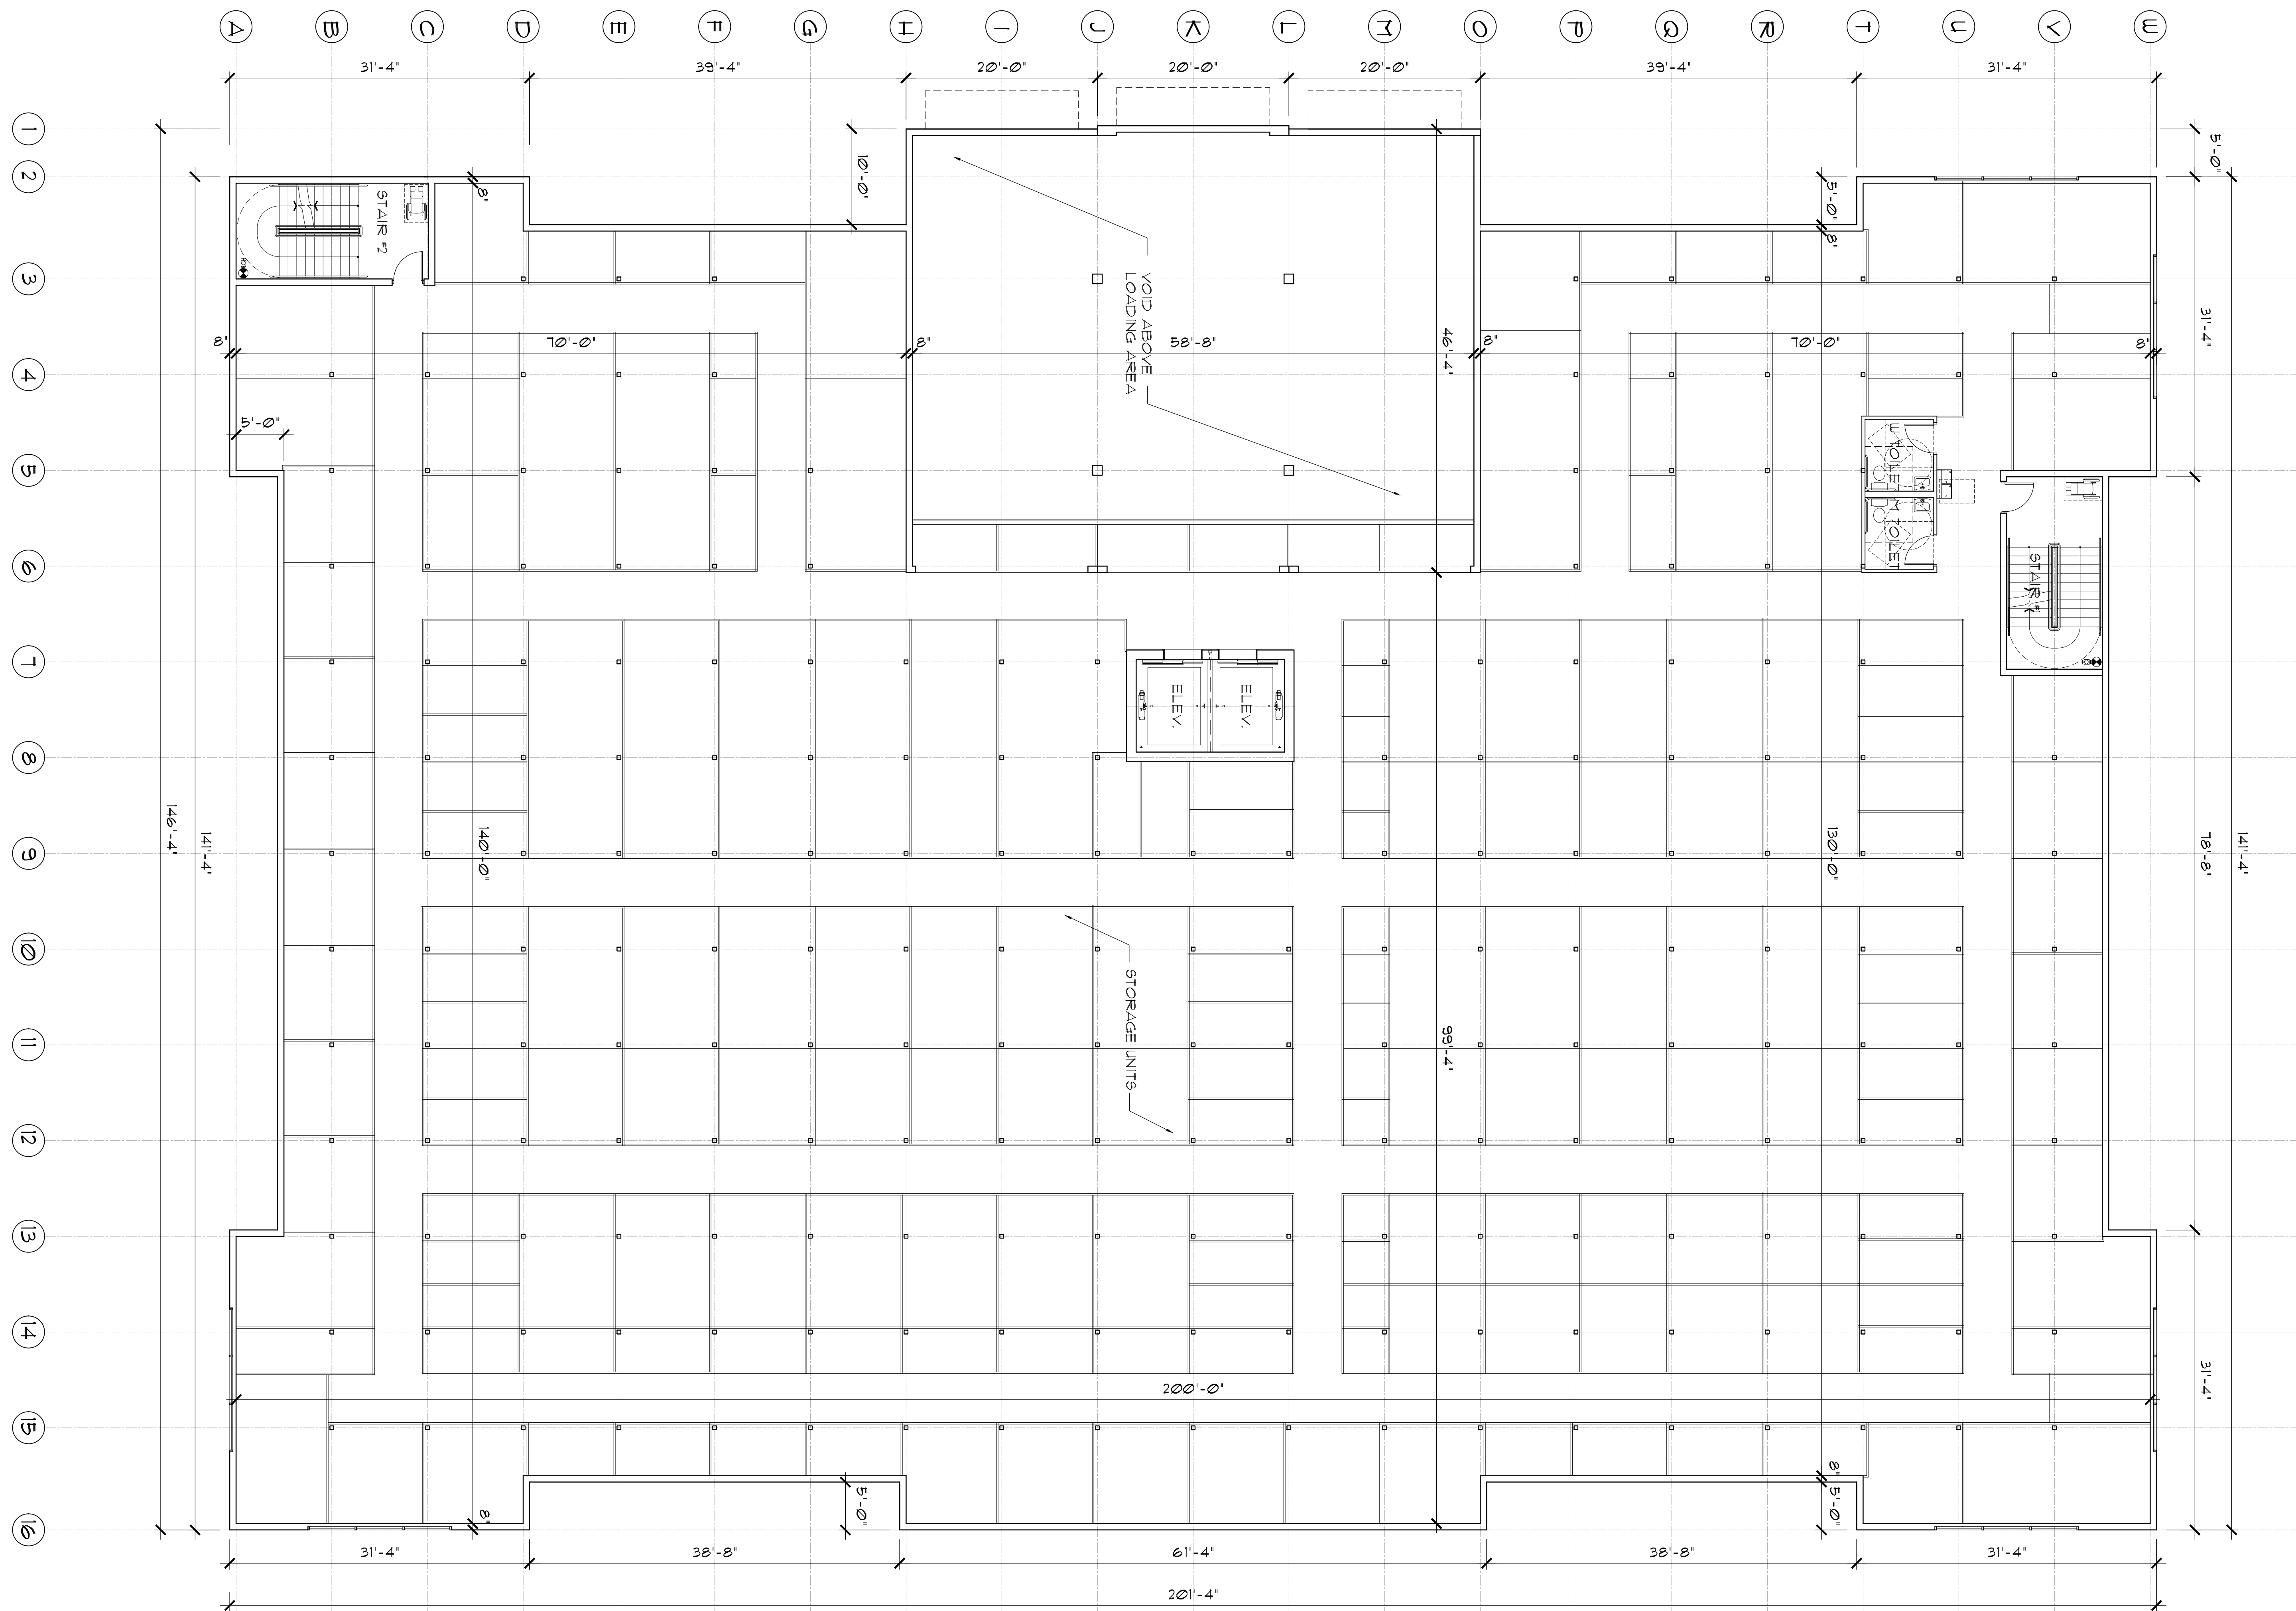 A B C D E F G H I J K L M O P Q R T U V W
31'-4" 39'-4" 20'-0" 20'-0" 20'-0" 39'-4" 31'-4"
1
2
3
4
5
6
7
8
9
10
11
12
13
14
15
16
5'-0"
10'-0"
5'-0"
8"
8"
STAIR #2
VOID ABOVE
LOADING AREA
31'-4"
46'-4"
8" 70'-0" 8" 58'-8" 8" 70'-0" 8"
5'-0"
W TOILET
M TOILET
STAIR #1
ELEV.
ELEV.
146'-4"
141'-4"
140'-0"
130'-0"
78'-8"
141'-4"
STORAGE UNITS
99'-4"
31'-4"
200'-0"
8"
5'-0"
8"
5'-0"
31'-4" 38'-8" 61'-4" 38'-8" 31'-4"
201'-4"